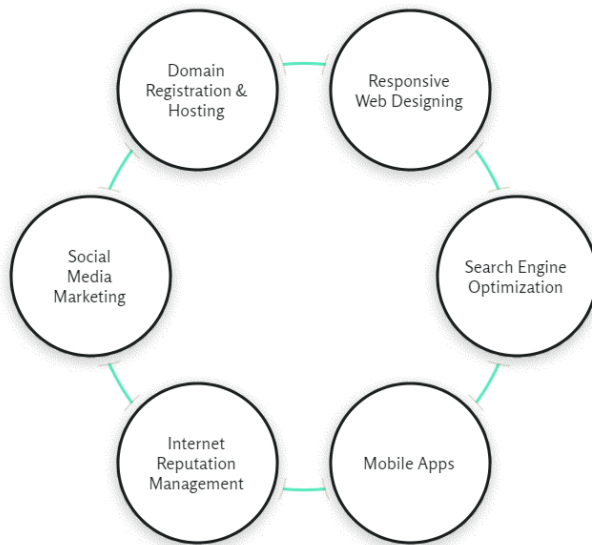 Domain
Registration &
Hosting
Responsive
Web Designing
Social
Media
Marketing
Search Engine
Optimization
Internet
Reputation
Management
Mobile Apps